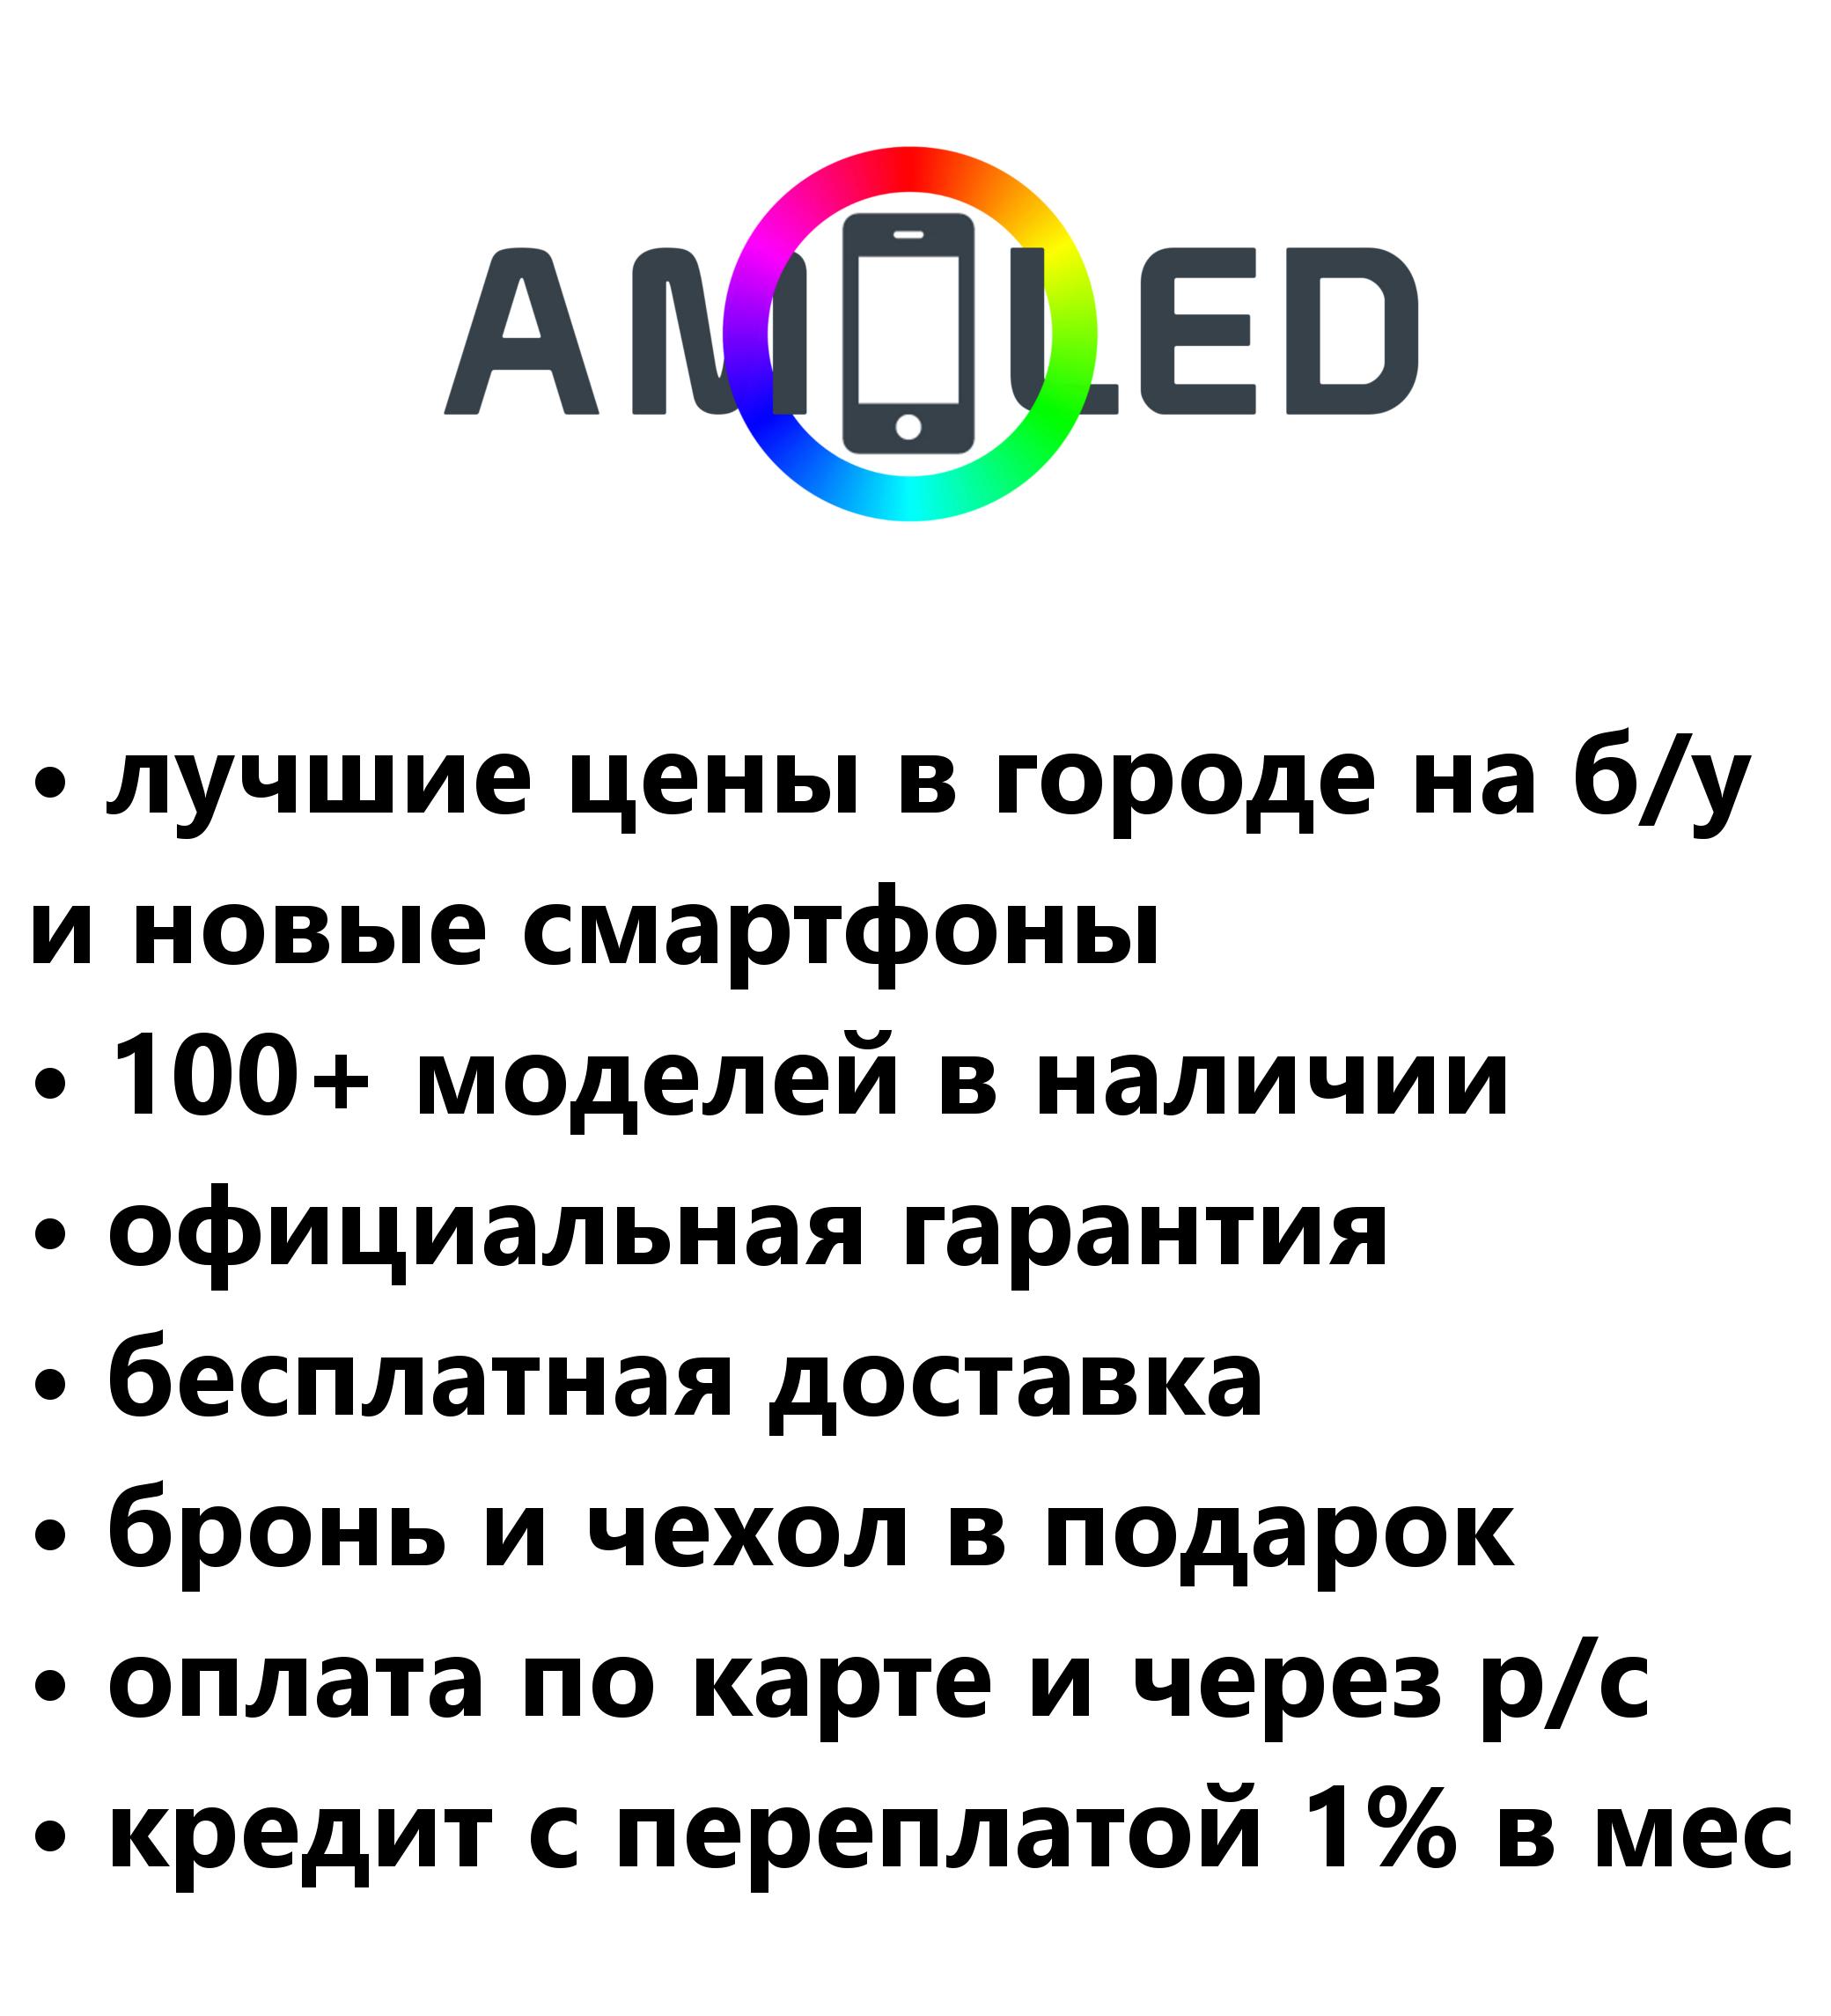 AMOLED
• лучшие цены в городе на б/у
и новые смартфоны
• 100+ моделей в наличии
• официальная гарантия
• бесплатная доставка
• бронь и чехол в подарок
• оплата по карте и через р/с
• кредит с переплатой 1% в мес